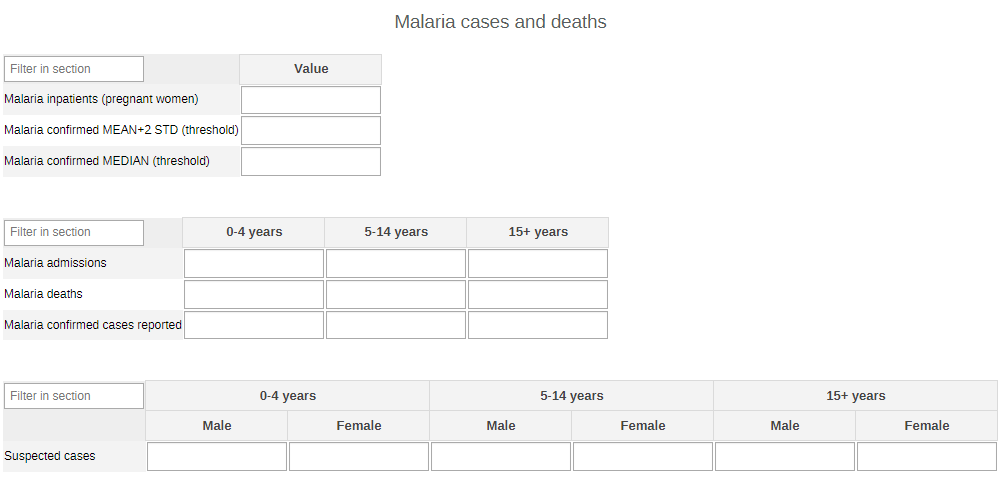 Malaria cases and deaths
Filter in section Value
Malaria inpatients (pregnant women)
Malaria confirmed MEAN+2 STD (threshold)
Malaria confirmed MEDIAN (threshold)
Filter in section 0-4 years 5-14 years 15+ years
Malaria admissions
Malaria deaths
Malaria confirmed cases reported
Filter in section 0-4 years 5-14 years 15+ years
Male Female Male Female Male Female
Suspected cases